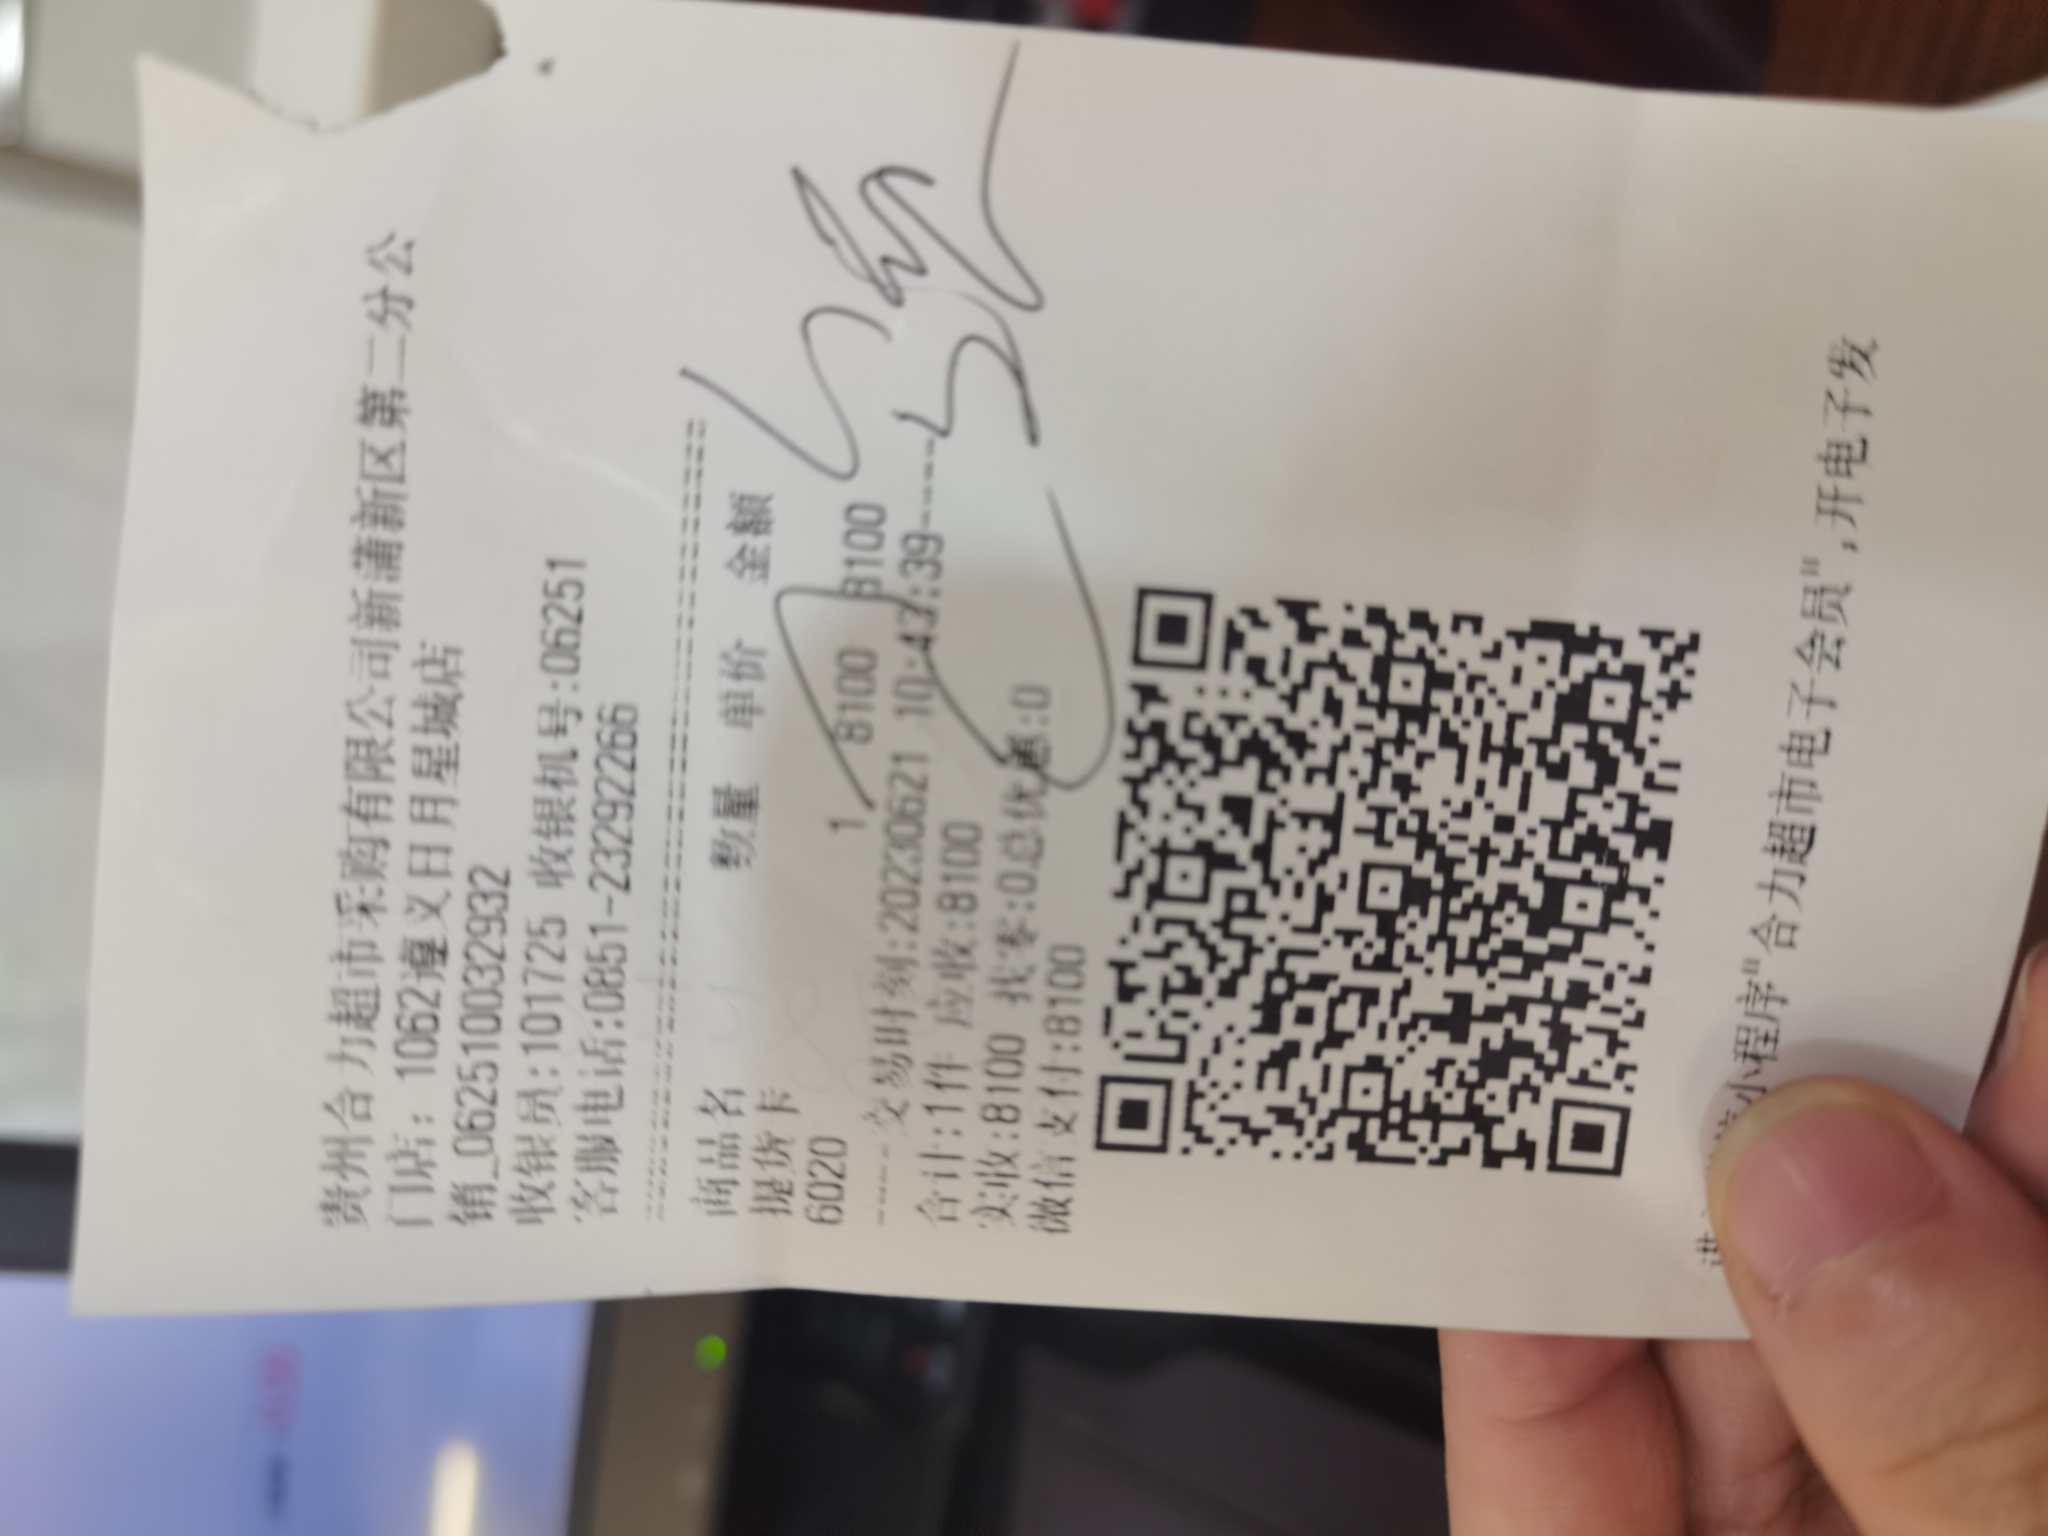 贵州合力超市采购有限公司新蒲新区第二分公
门店：1062遵义日月星城店
销_062510032932
收银员:101725 收银机号:06251
客服电话:0851-23292266
商品名 数量 单价 金额
提货卡
6020 1 8100 8100
----交易时刻:20230621 10:43:39----
合计:1件 应收:8100
实收:8100 找零:0总优惠:0
微信支付:8100
小程序"合力超市电子会员",开电子发